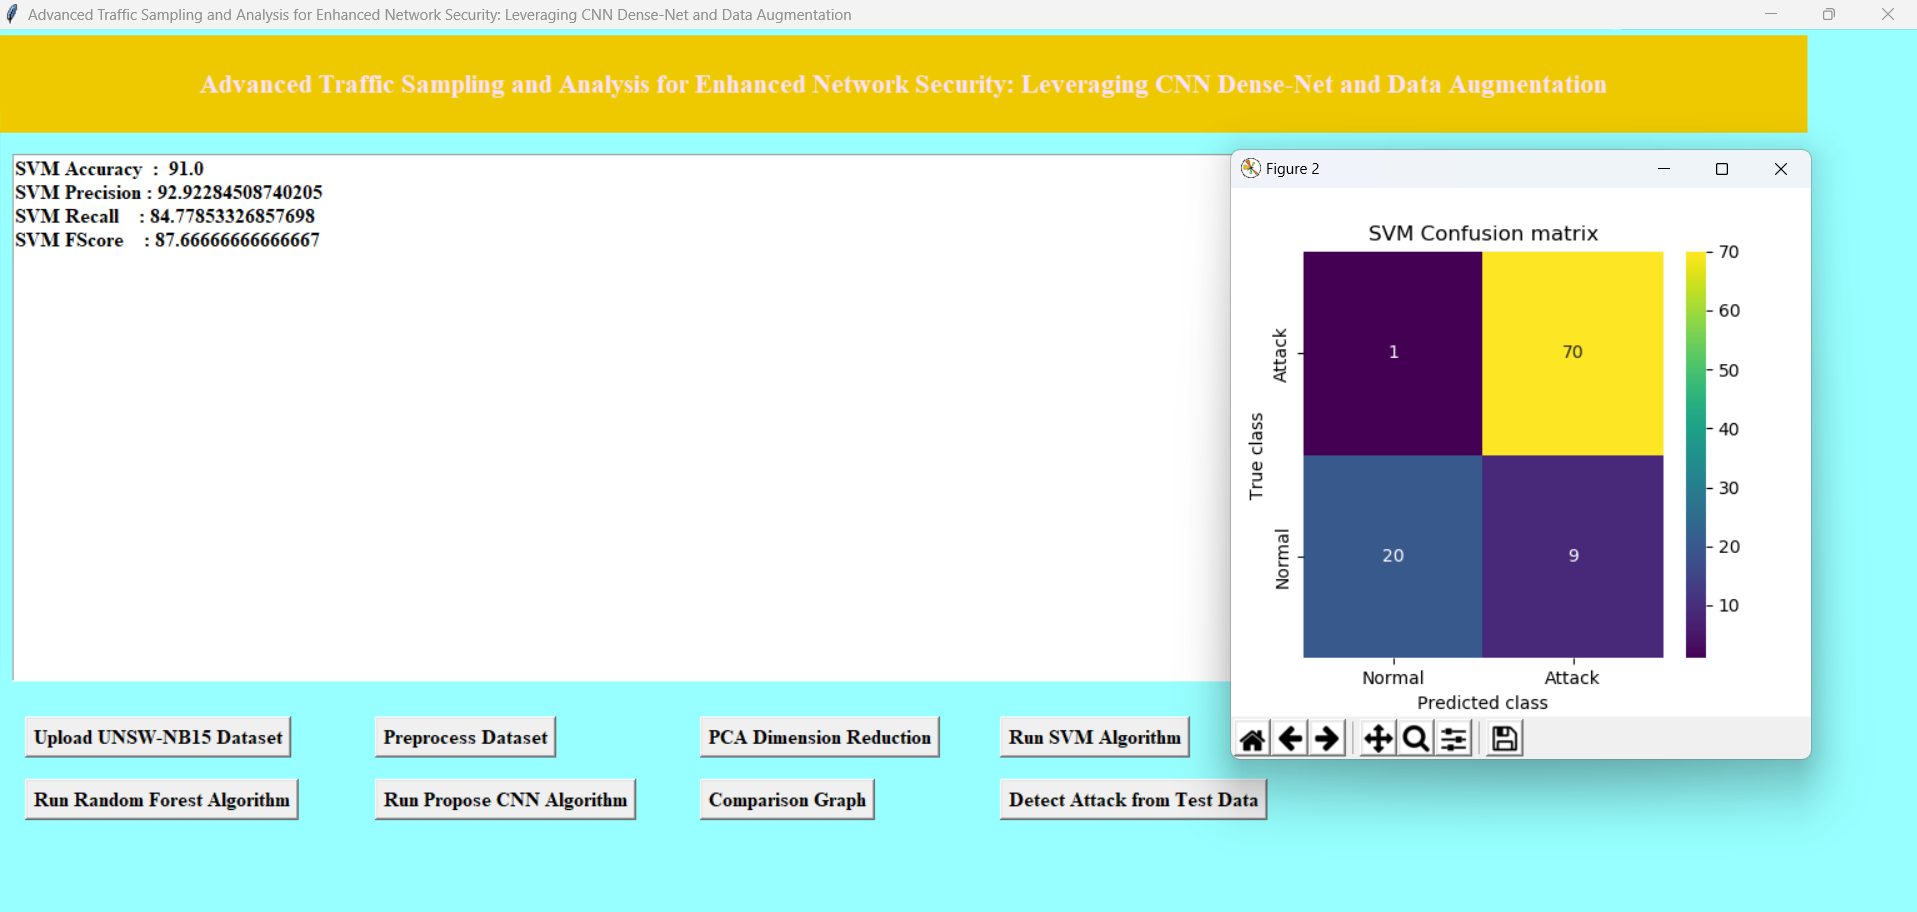 Advanced Traffic Sampling and Analysis for Enhanced Network Security: Leveraging CNN Dense-Net and Data Augmentation
Advanced Traffic Sampling and Analysis for Enhanced Network Security: Leveraging CNN Dense-Net and Data Augmentation
SVM Accuracy  :  91.0
SVM Precision : 92.92284508740205
SVM Recall    : 84.77853326857698
SVM FScore    : 87.66666666666667
Figure 2
SVM Confusion matrix
True class
Attack
1
70
Normal
20
9
Normal
Attack
Predicted class
70
60
50
40
30
20
10
Upload UNSW-NB15 Dataset
Preprocess Dataset
PCA Dimension Reduction
Run SVM Algorithm
Run Random Forest Algorithm
Run Propose CNN Algorithm
Comparison Graph
Detect Attack from Test Data